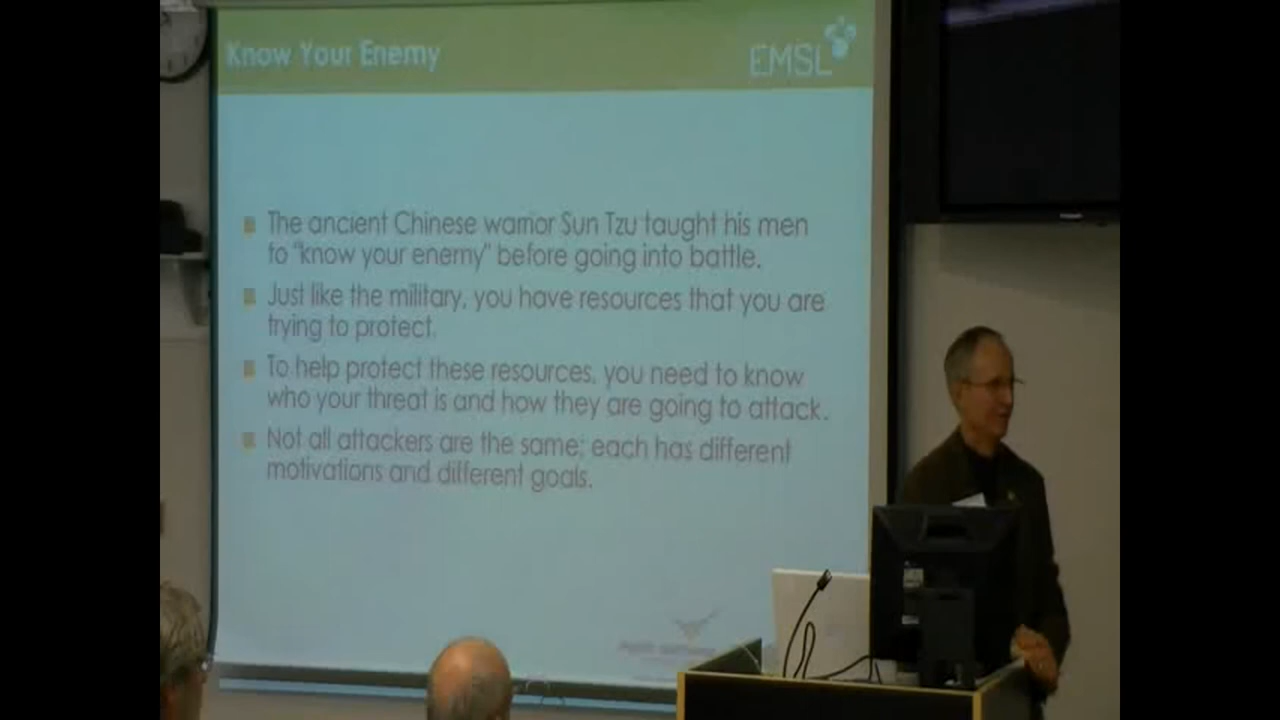 Know Your Enemy
EMSL
The ancient Chinese warrior Sun Tzu taught his men
to "know your enemy" before going into battle.
Just like the military, you have resources that you are
trying to protect.
To help protect these resources, you need to know
who your threat is and how they are going to attack.
Not all attackers are the same; each has different
motivations and different goals.